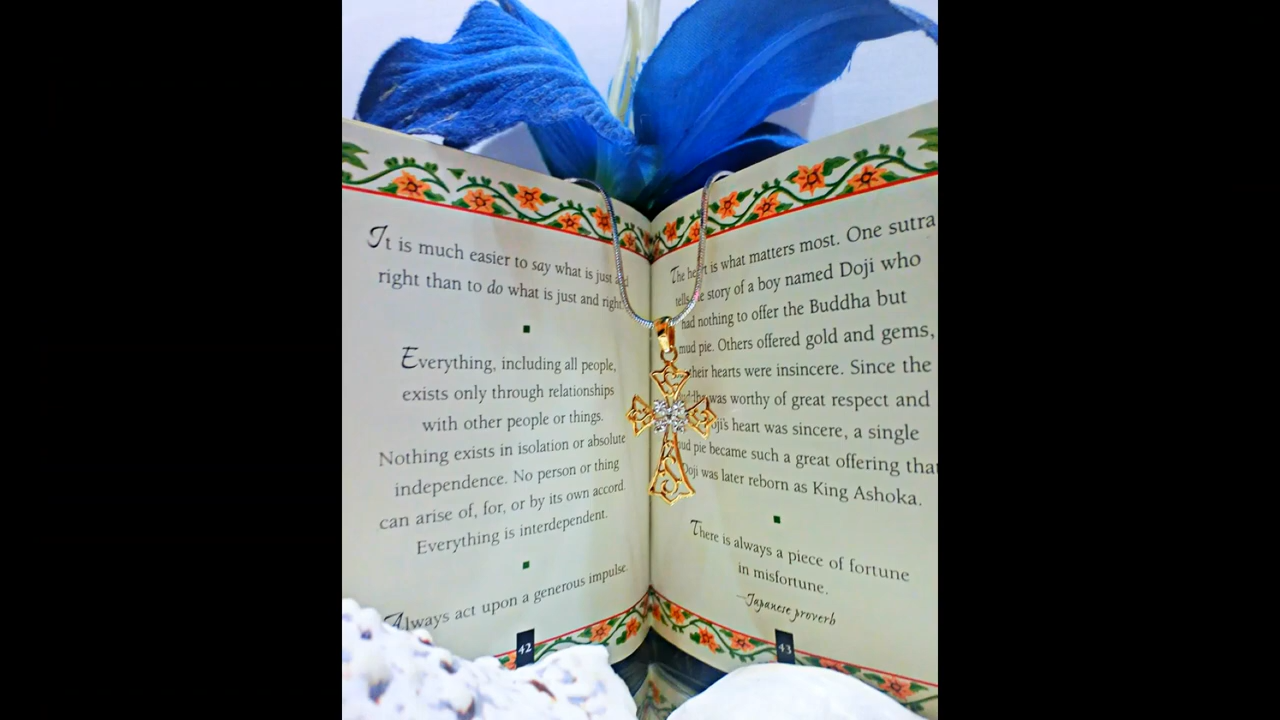 It is much easier to say what is just and
right than to do what is just and right.
Everything, including all people,
exists only through relationships
with other people or things.
Nothing exists in isolation or absolute
independence. No person or thing
can arise of, for, or by its own accord.
Everything is interdependent.
Always act upon a generous impulse.
42
The heart is what matters most. One sutra
tells the story of a boy named Doji who
had nothing to offer the Buddha but
mud pie. Others offered gold and gems,
their hearts were insincere. Since the
Buddha was worthy of great respect and
Doji's heart was sincere, a single
mud pie became such a great offering that
Doji was later reborn as King Ashoka.
There is always a piece of fortune
in misfortune.
—Japanese proverb
43